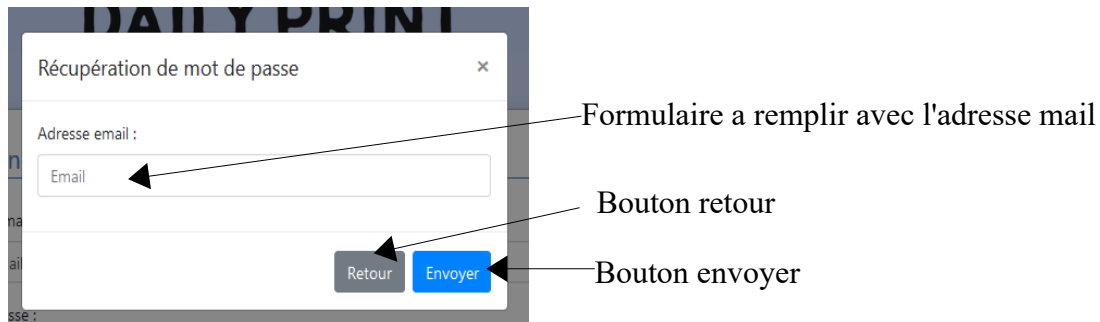 DAILY PRINT
Récupération de mot de passe ×
Formulaire a remplir avec l'adresse mail
Adresse email :
Email
Bouton retour
Retour Envoyer
Bouton envoyer
sse :